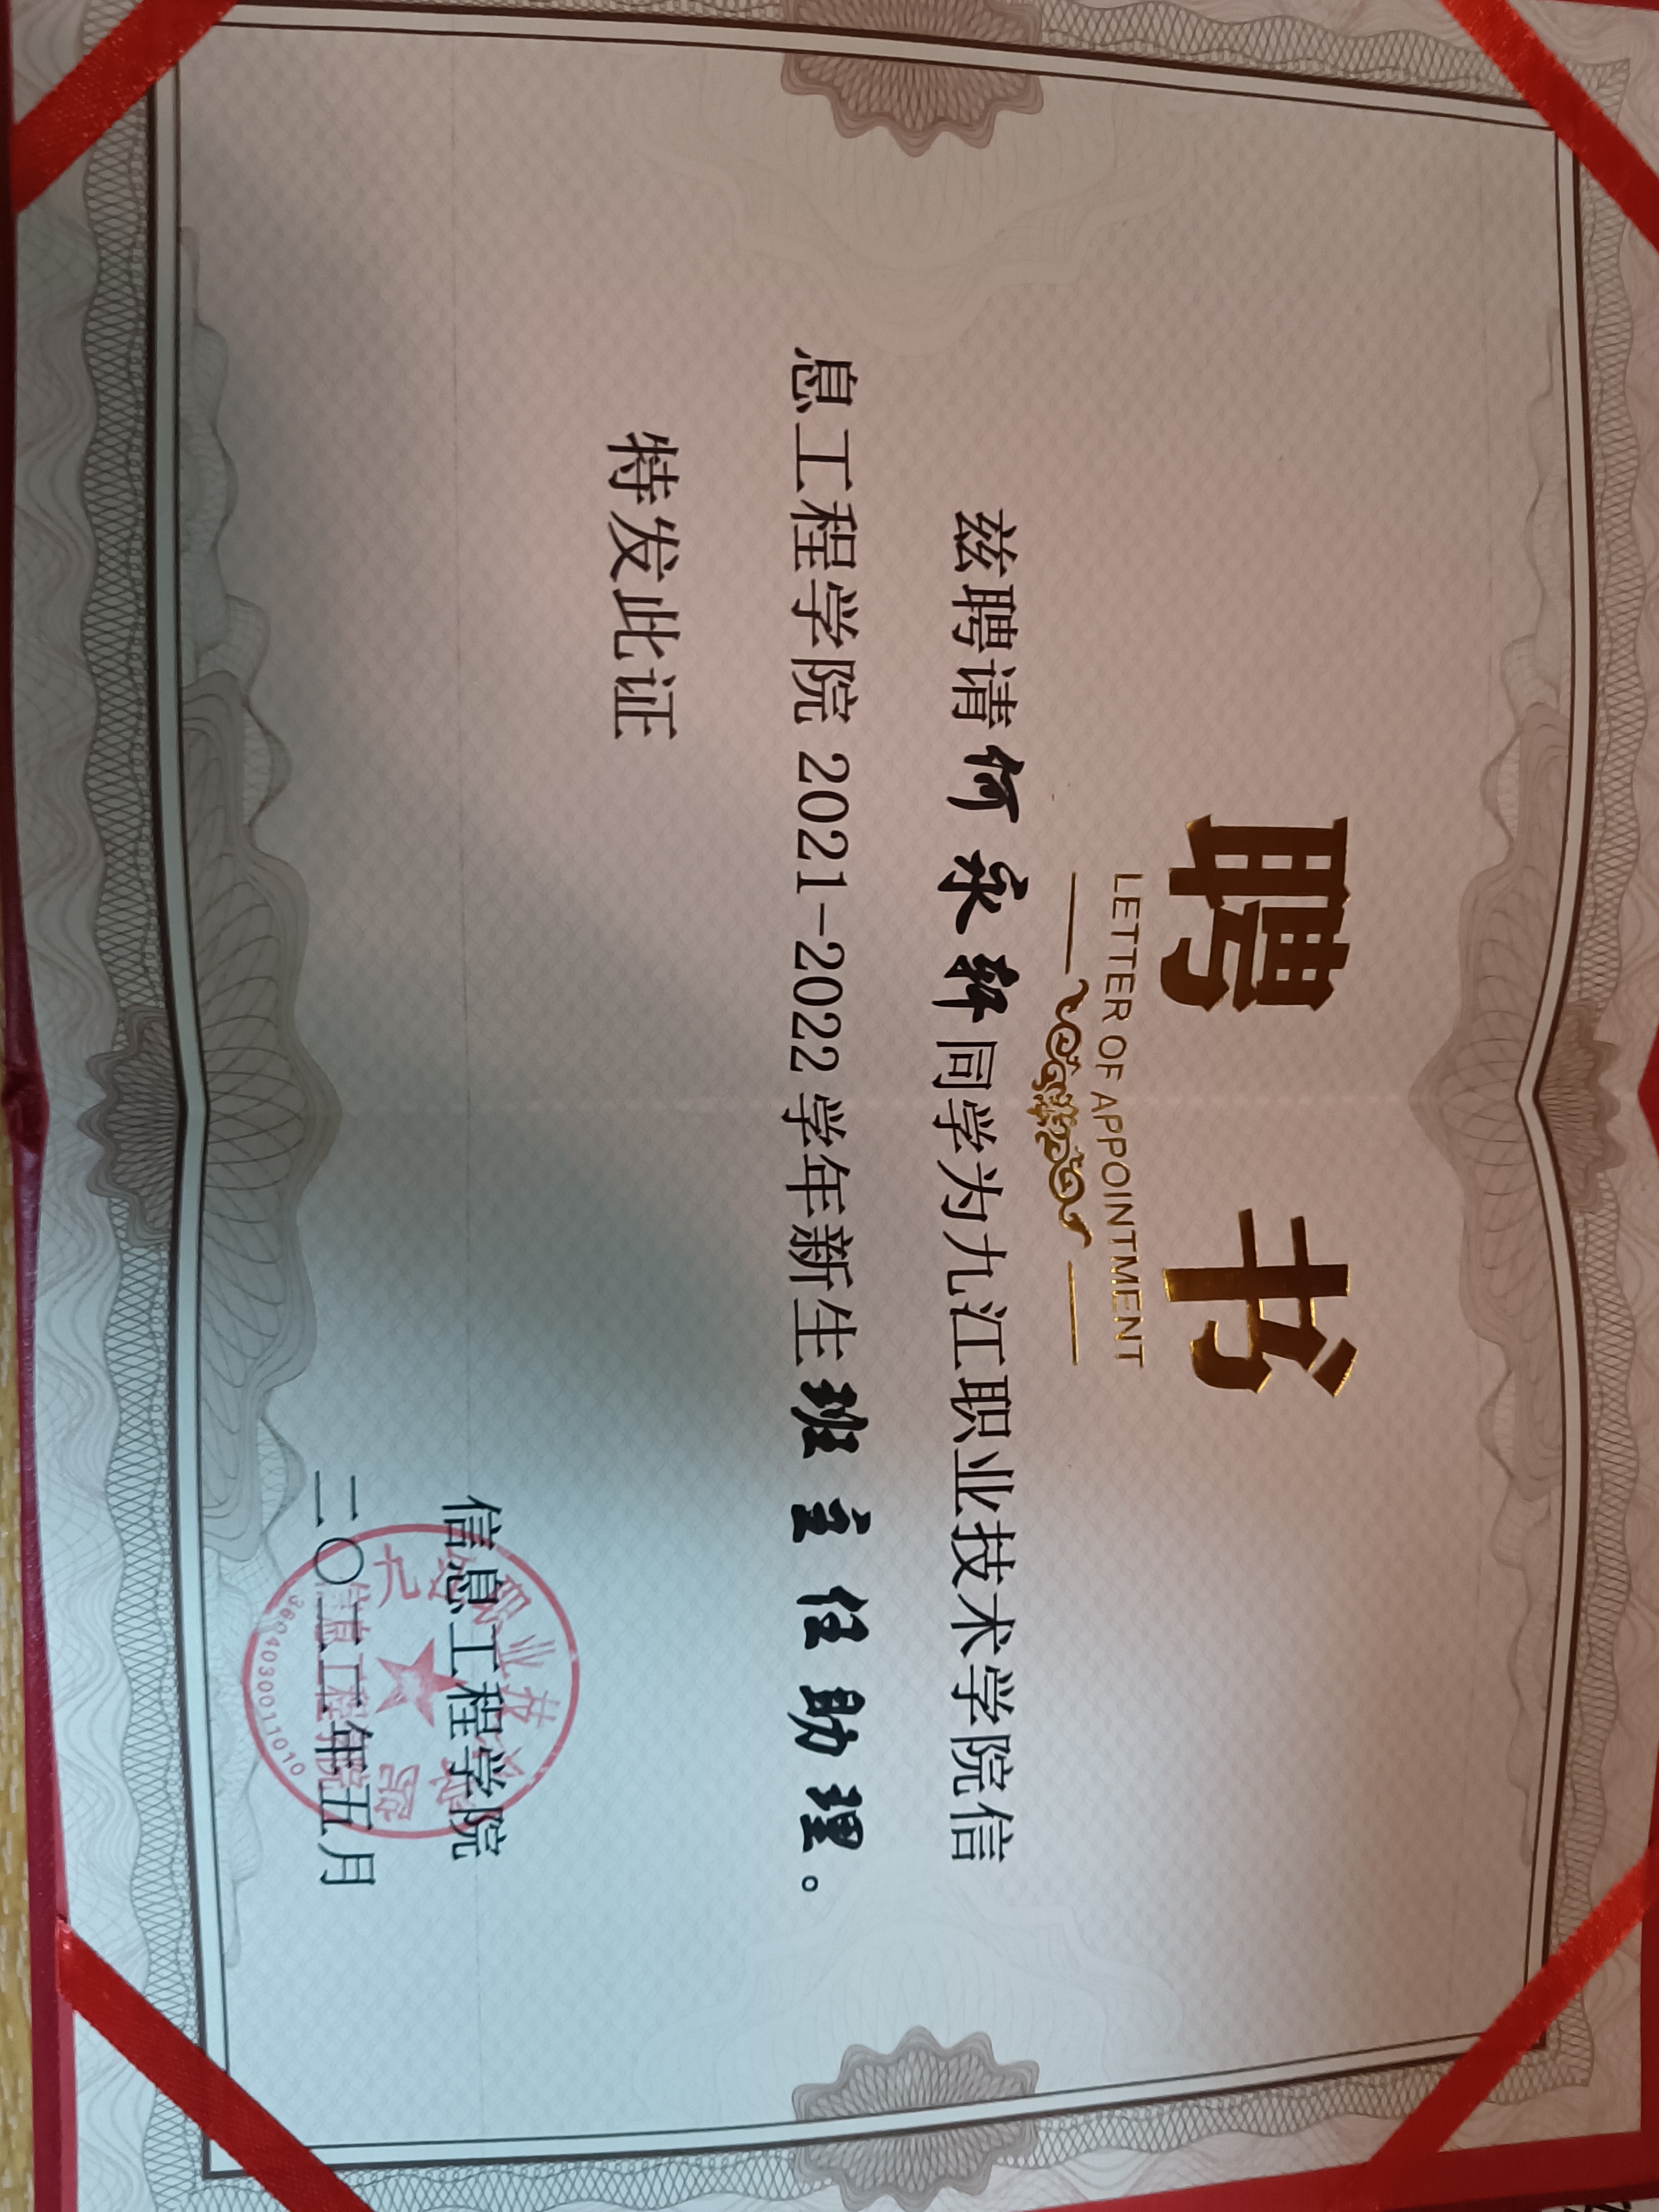 聘 书
LETTER OF APPOINTMENT
兹聘请何永轩同学为九江职业技术学院信
息工程学院 2021-2022 学年新生班主任助理。
特发此证
信息工程学院
二〇二二年五月
九江职业技术学院
信息工程学院
3604030011010